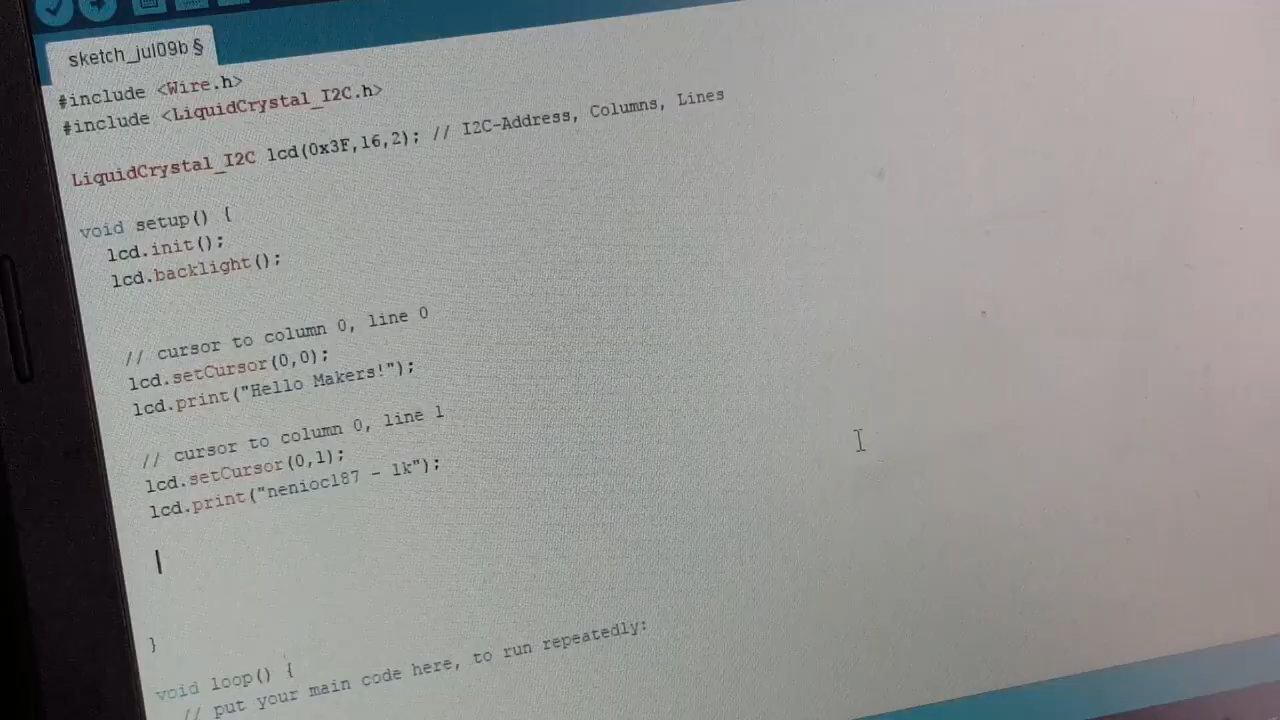 sketch_jul09b §
#include <Wire.h>
#include <LiquidCrystal_I2C.h>
LiquidCrystal_I2C lcd(0x3F,16,2); // I2C-Address, Columns, Lines
void setup() {
lcd.init();
lcd.backlight();
// cursor to column 0, line 0
lcd.setCursor(0,0);
lcd.print("Hello Makers!");
// cursor to column 0, line 1
lcd.setCursor(0,1);
lcd.print("nenioc187 - 1k");
}
void loop() {
// put your main code here, to run repeatedly: